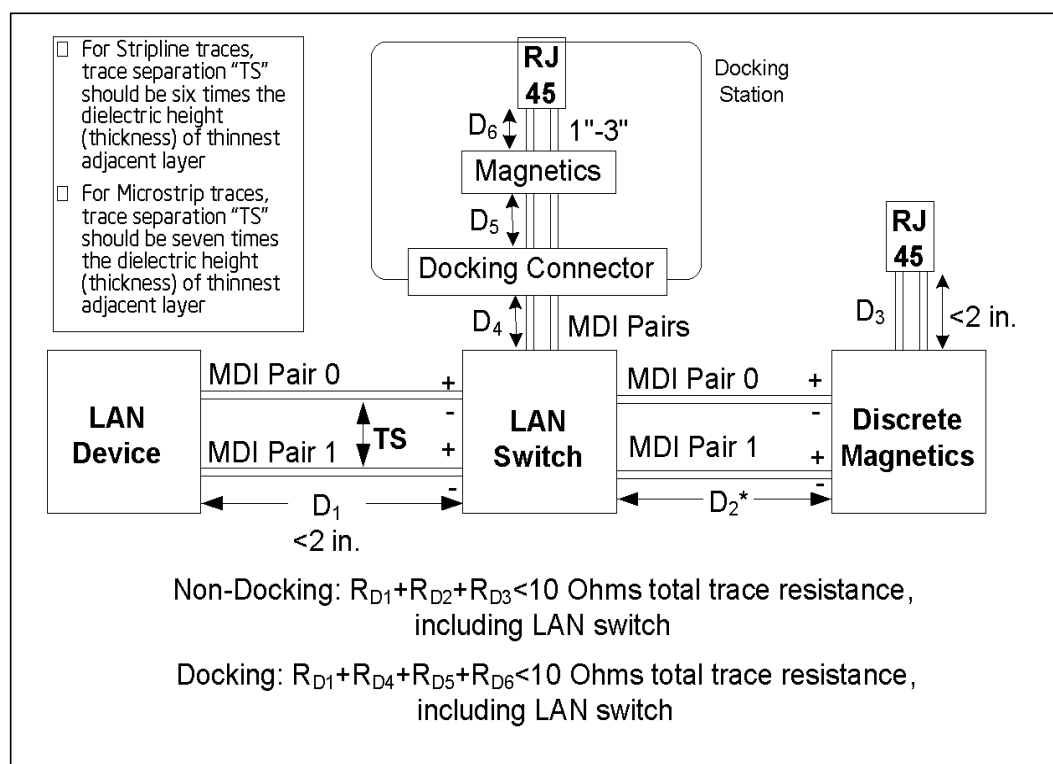 □ For Stripline traces,
trace separation “TS”
should be six times the
dielectric height
(thickness) of thinnest
adjacent layer
□ For Microstrip traces,
trace separation “TS”
should be seven times
the dielectric height
(thickness) of thinnest
adjacent layer
RJ
45
Docking
Station
D6
1"-3"
Magnetics
D5
Docking Connector
D4
MDI Pairs
RJ
45
D3
<2 in.
LAN
Device
MDI Pair 0
+
-
TS
MDI Pair 1
+
-
D1
<2 in.
LAN
Switch
MDI Pair 0
+
-
MDI Pair 1
+
-
D2*
Discrete
Magnetics
Non-Docking: RD1+RD2+RD3<10 Ohms total trace resistance,
including LAN switch
Docking: RD1+RD4+RD5+RD6<10 Ohms total trace resistance,
including LAN switch